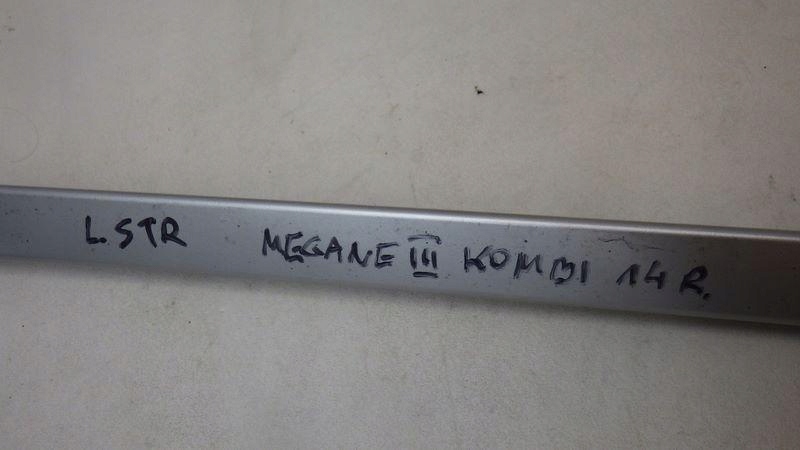 L.STR MEGANE III KOMBI 14 R.